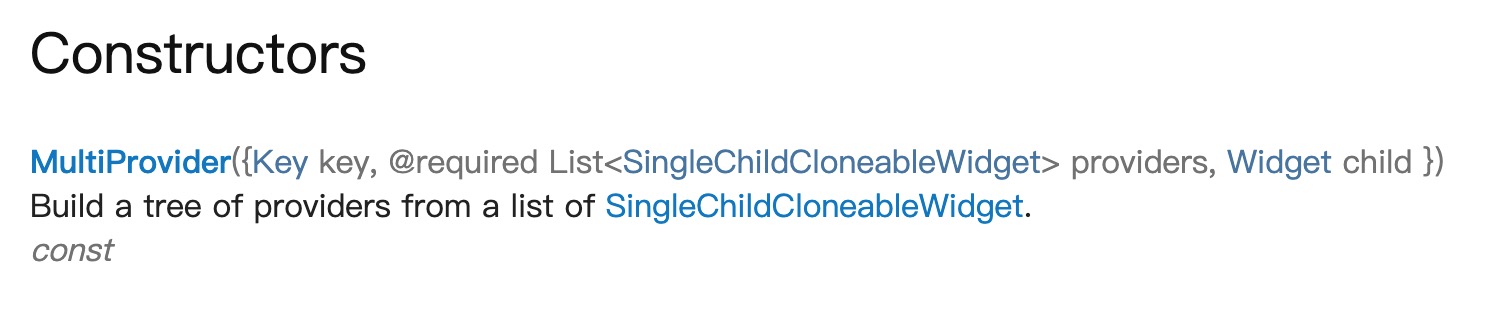 Constructors
MultiProvider({Key key, @required List<SingleChildCloneableWidget> providers, Widget child })
Build a tree of providers from a list of SingleChildCloneableWidget.
const